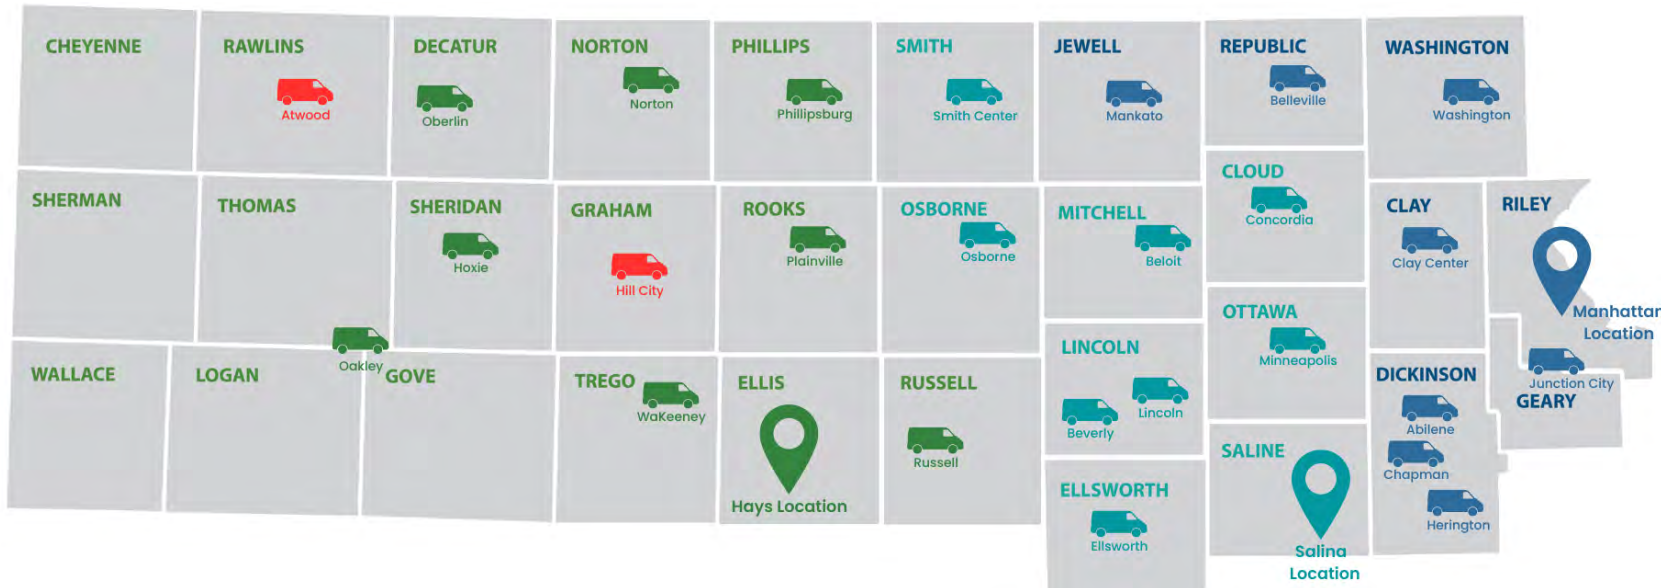 CHEYENNE
RAWLINS
Atwood
DECATUR
Oberlin
NORTON
Norton
PHILLIPS
Phillipsburg
SMITH
Smith Center
JEWELL
Mankato
REPUBLIC
Belleville
WASHINGTON
Washington
SHERMAN
THOMAS
SHERIDAN
Hoxie
GRAHAM
Hill City
ROOKS
Plainville
OSBORNE
Osborne
MITCHELL
Beloit
CLOUD
Concordia
CLAY
Clay Center
RILEY
Manhattan
Location
WALLACE
LOGAN
Oakley
GOVE
TREGO
WaKeeney
ELLIS
Hays Location
RUSSELL
Russell
LINCOLN
Lincoln
Beverly
OTTAWA
Minneapolis
DICKINSON
Abilene
Chapman
Herington
Junction City
GEARY
ELLSWORTH
Ellsworth
SALINE
Salina
Location